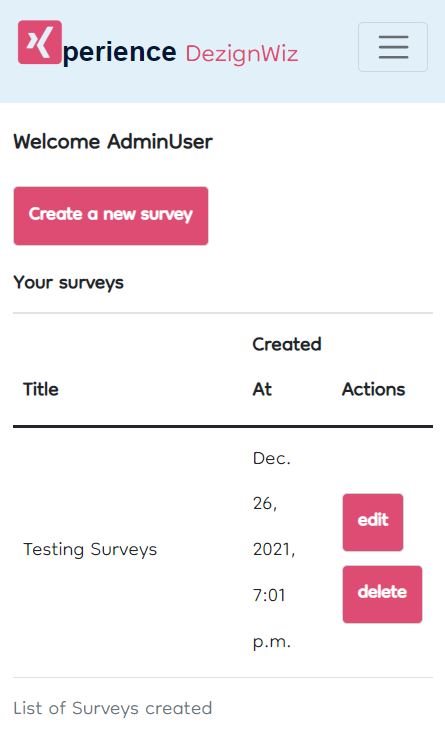 perience DezignWiz
Welcome AdminUser
Create a new survey
Your surveys
Created
Title At Actions
Dec.
26,
edit
Testing Surveys 2021,
7:01
delete
p.m.
List of Surveys created